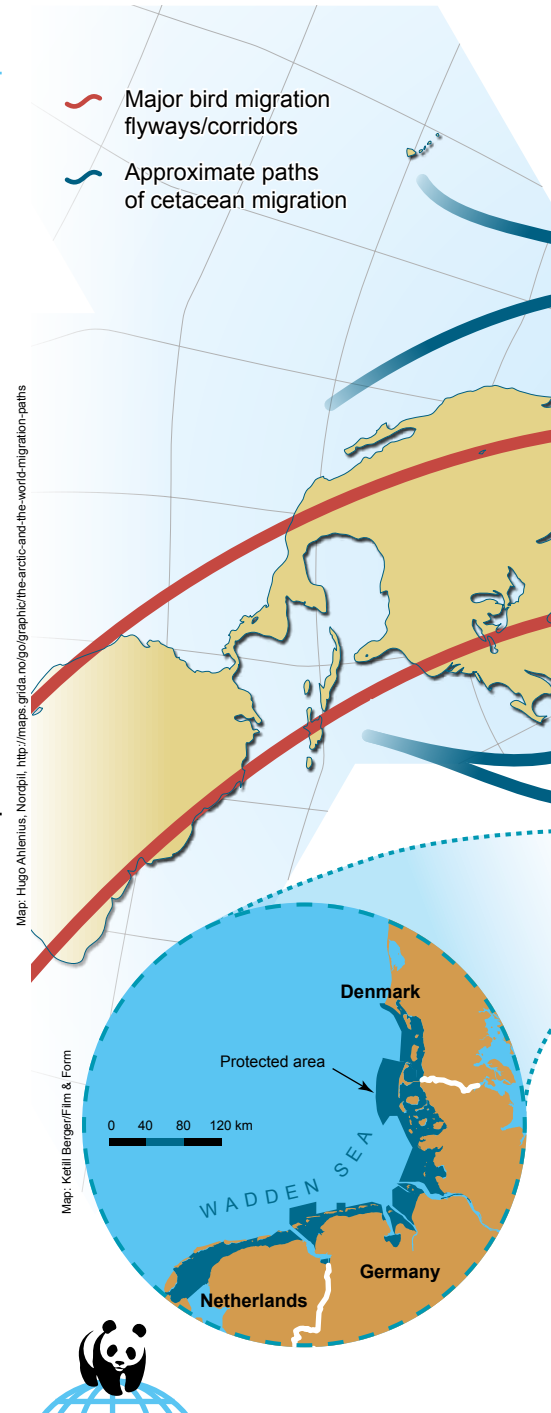 Major bird migration
flyways/corridors
Approximate paths
of cetacean migration
Map: Hugo Ahlenius, Nordpil, http://maps.grida.no/go/graphic/the-arctic-and-the-world-migration-paths
Denmark
Protected area
0 40 80 120 km
WADDEN SEA
Germany
Netherlands
Map: Ketill Berger/Film & Form